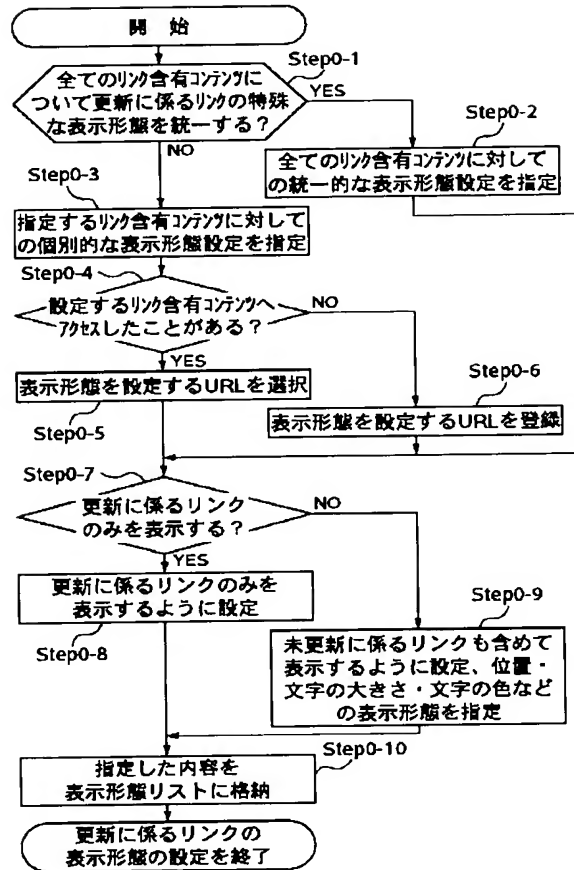 開 始
全てのリンク含有コンテンツに
ついて更新に係るリンクの特殊
な表示形態を統一する？
Step0-1
YES
NO
Step0-2
全てのリンク含有コンテンツに対して
の統一的な表示形態設定を指定
Step0-3
指定するリンク含有コンテンツに対して
の個別的な表示形態設定を指定
Step0-4
設定するリンク含有コンテンツへ
アクセスしたことがある？
NO
YES
表示形態を設定するURLを選択
Step0-5
Step0-6
表示形態を設定するURLを登録
Step0-7
更新に係るリンク
のみを表示する？
NO
YES
更新に係るリンクのみを
表示するように設定
Step0-8
Step0-9
未更新に係るリンクも含めて
表示するように設定、位置・
文字の大きさ・文字の色など
の表示形態を指定
Step0-10
指定した内容を
表示形態リストに格納
更新に係るリンクの
表示形態の設定を終了